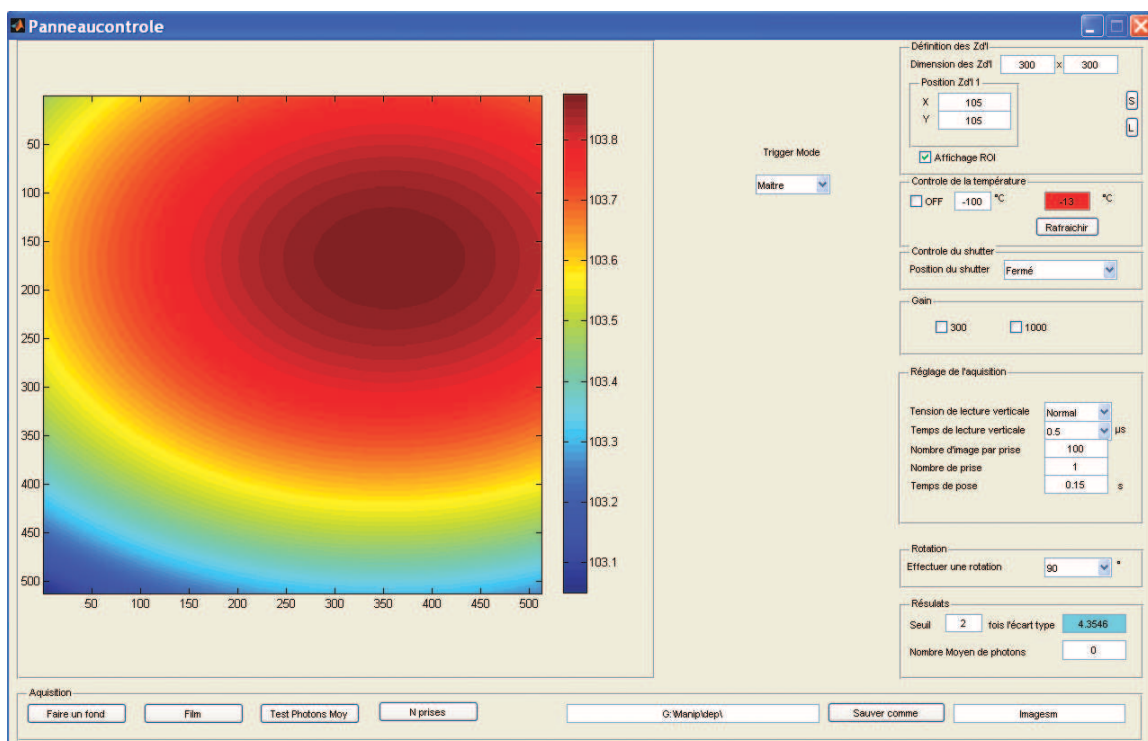 Panneaucontrole
50
100
150
200
250
300
350
400
450
500
50 100 150 200 250 300 350 400 450 500
103.8
103.7
103.6
103.5
103.4
103.3
103.2
103.1
Trigger Mode
Maitre
Définition des Zd'I
Dimension des Zd'I 300 x 300
Position Zd'I 1
X 105
Y 105
S
L
Affichage ROI
Controle de la température
OFF -100 °C -13 °C
Rafraichir
Controle du shutter
Position du shutter Fermé
Gain
300 1000
Réglage de l'aquisition
Tension de lecture verticale Normal
Temps de lecture verticale 0.5 µs
Nombre d'image par prise 100
Nombre de prise 1
Temps de pose 0.15 s
Rotation
Effectuer une rotation 90 °
Résulats
Seuil 2 fois l'écart type 4.3546
Nombre Moyen de photons 0
Aquisition
Faire un fond Film Test Photons Moy N prises G:\Manip\dep\ Sauver comme Imagesm